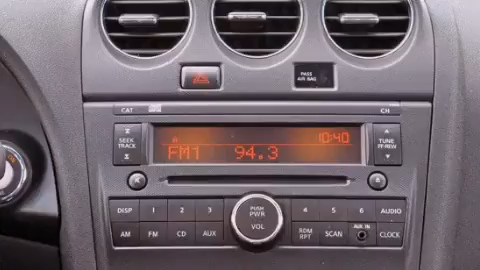 PASS
AIR BAG
CAT
CH
SEEK
TRACK
10:40
FM1 94.3
TUNE
FF·REW
DISP 1 2 3
PUSH
PWR
VOL
4 5 6 AUDIO
AM FM CD AUX
RDM
RPT
SCAN
AUX IN
CLOCK